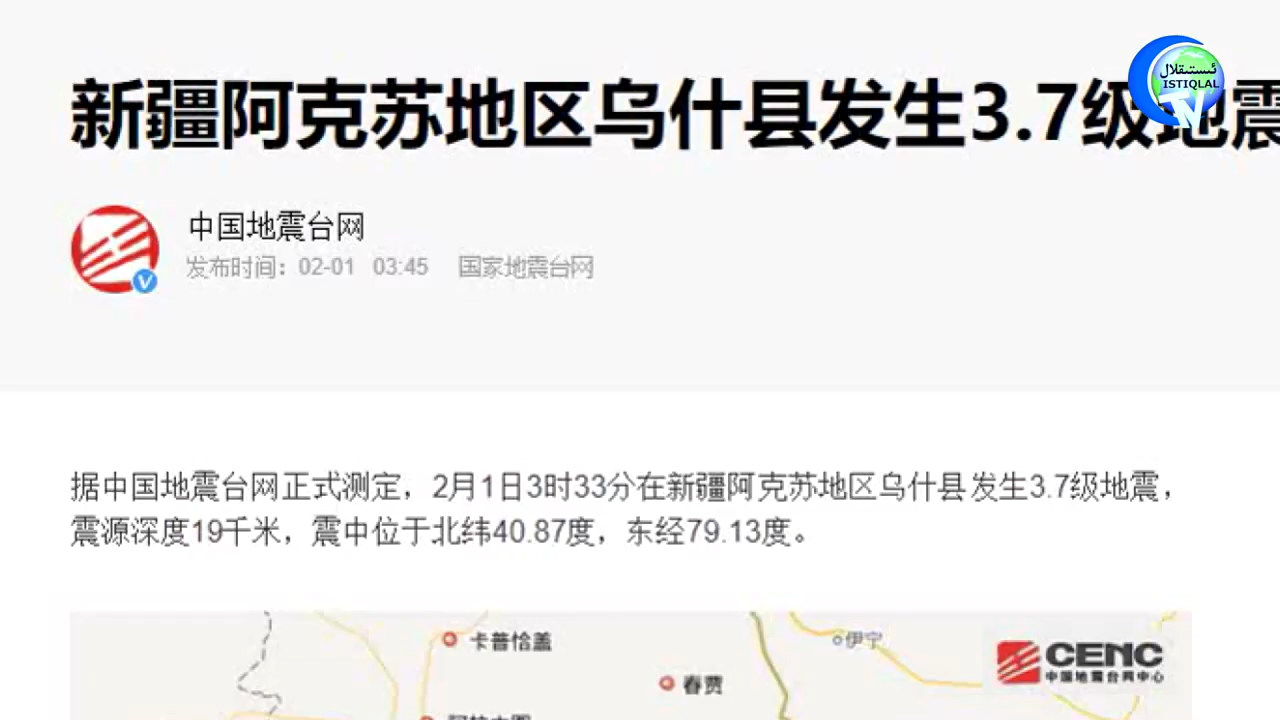 新疆阿克苏地区乌什县发生3.7级地震
ئىستىقلال
ISTIQLAL
TV
中国地震台网
发布时间：02-01 03:45 国家地震台网
据中国地震台网正式测定，2月1日3时33分在新疆阿克苏地区乌什县发生3.7级地震，
震源深度19千米，震中位于北纬40.87度，东经79.13度。
卡普恰盖
伊宁
CENC
中国地震台网中心
春贾